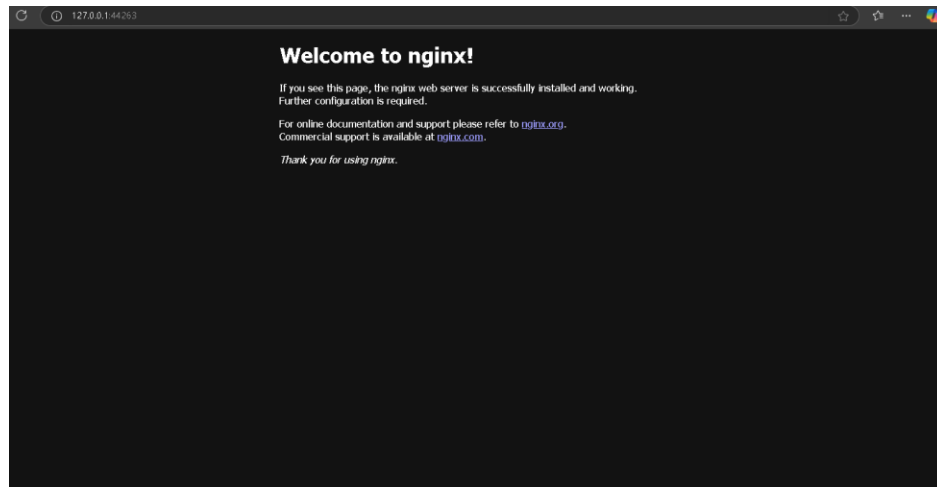 127.0.0.1:44263
Welcome to nginx!
If you see this page, the nginx web server is successfully installed and working.
Further configuration is required.
For online documentation and support please refer to nginx.org.
Commercial support is available at nginx.com.
Thank you for using nginx.